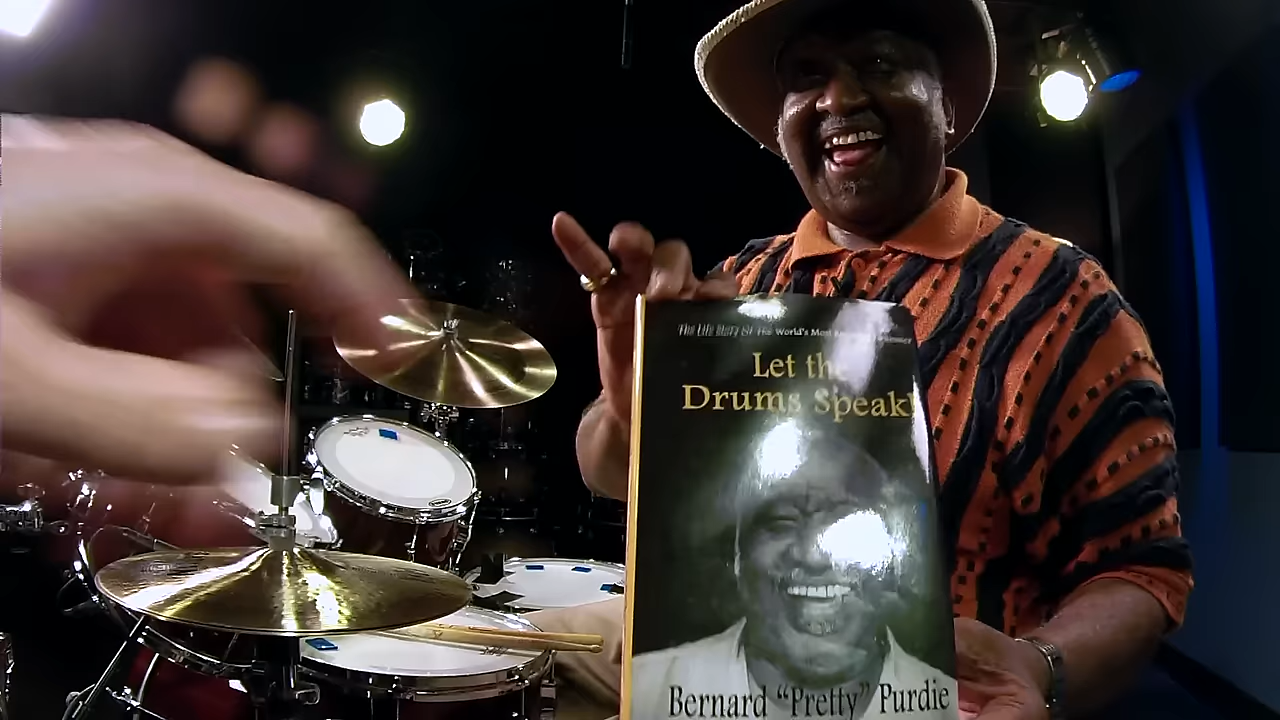 The Life Story Of The World's Most
Let the
Drums Speak!
Bernard “Pretty” Purdie